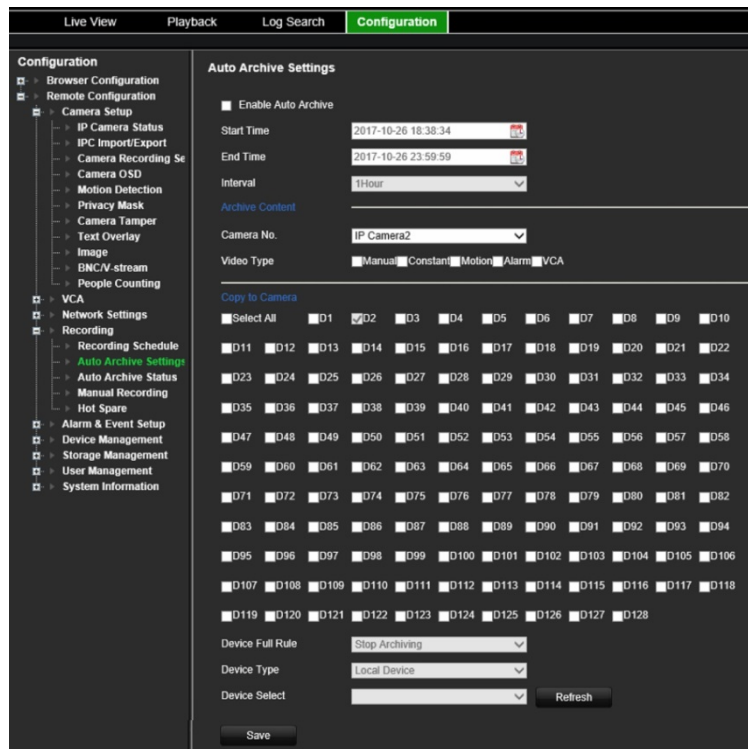 Live View Playback Log Search Configuration
Configuration
Browser Configuration
Remote Configuration
Camera Setup
IP Camera Status
IPC Import/Export
Camera Recording Se
Camera OSD
Motion Detection
Privacy Mask
Camera Tamper
Text Overlay
Image
BNC/V-stream
People Counting
VCA
Network Settings
Recording
Recording Schedule
Auto Archive Settings
Auto Archive Status
Manual Recording
Hot Spare
Alarm & Event Setup
Device Management
Storage Management
User Management
System Information
Auto Archive Settings
Enable Auto Archive
Start Time 2017-10-26 18:38:34
End Time 2017-10-26 23:59:59
Interval 1Hour
Archive Content
Camera No. IP Camera2
Video Type Manual Constant Motion Alarm VCA
Copy to Camera
Select All D1 D2 D3 D4 D5 D6 D7 D8 D9 D10
D11 D12 D13 D14 D15 D16 D17 D18 D19 D20 D21 D22
D23 D24 D25 D26 D27 D28 D29 D30 D31 D32 D33 D34
D35 D36 D37 D38 D39 D40 D41 D42 D43 D44 D45 D46
D47 D48 D49 D50 D51 D52 D53 D54 D55 D56 D57 D58
D59 D60 D61 D62 D63 D64 D65 D66 D67 D68 D69 D70
D71 D72 D73 D74 D75 D76 D77 D78 D79 D80 D81 D82
D83 D84 D85 D86 D87 D88 D89 D90 D91 D92 D93 D94
D95 D96 D97 D98 D99 D100 D101 D102 D103 D104 D105 D106
D107 D108 D109 D110 D111 D112 D113 D114 D115 D116 D117 D118
D119 D120 D121 D122 D123 D124 D125 D126 D127 D128
Device Full Rule Stop Archiving
Device Type Local Device
Device Select Refresh
Save